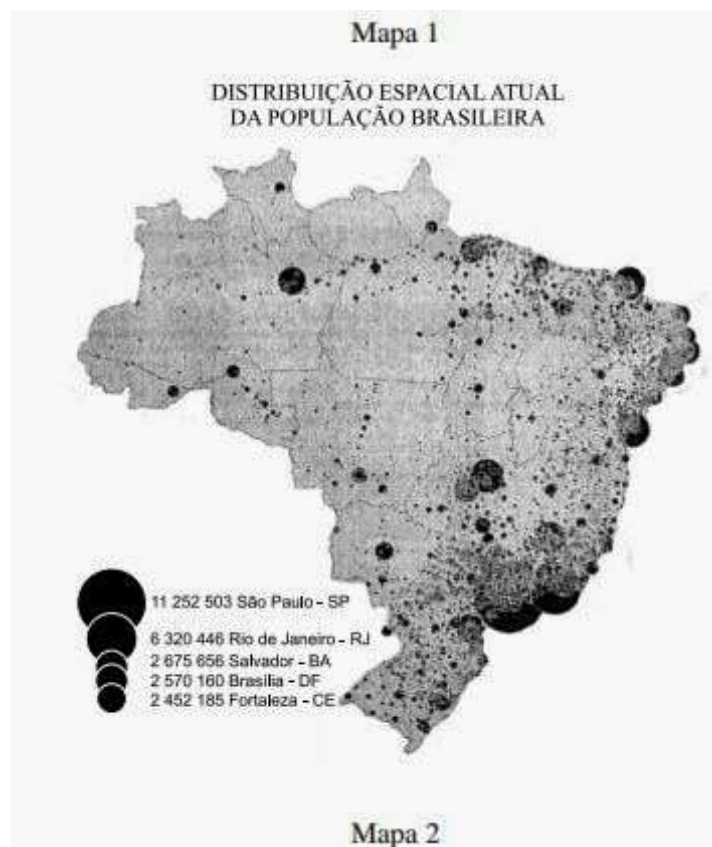 Mapa 1
DISTRIBUIÇÃO ESPACIAL ATUAL
DA POPULAÇÃO BRASILEIRA
11 252 503 São Paulo - SP
6 320 446 Rio de Janeiro - RJ
2 675 656 Salvador - BA
2 570 160 Brasília - DF
2 452 185 Fortaleza - CE
Mapa 2